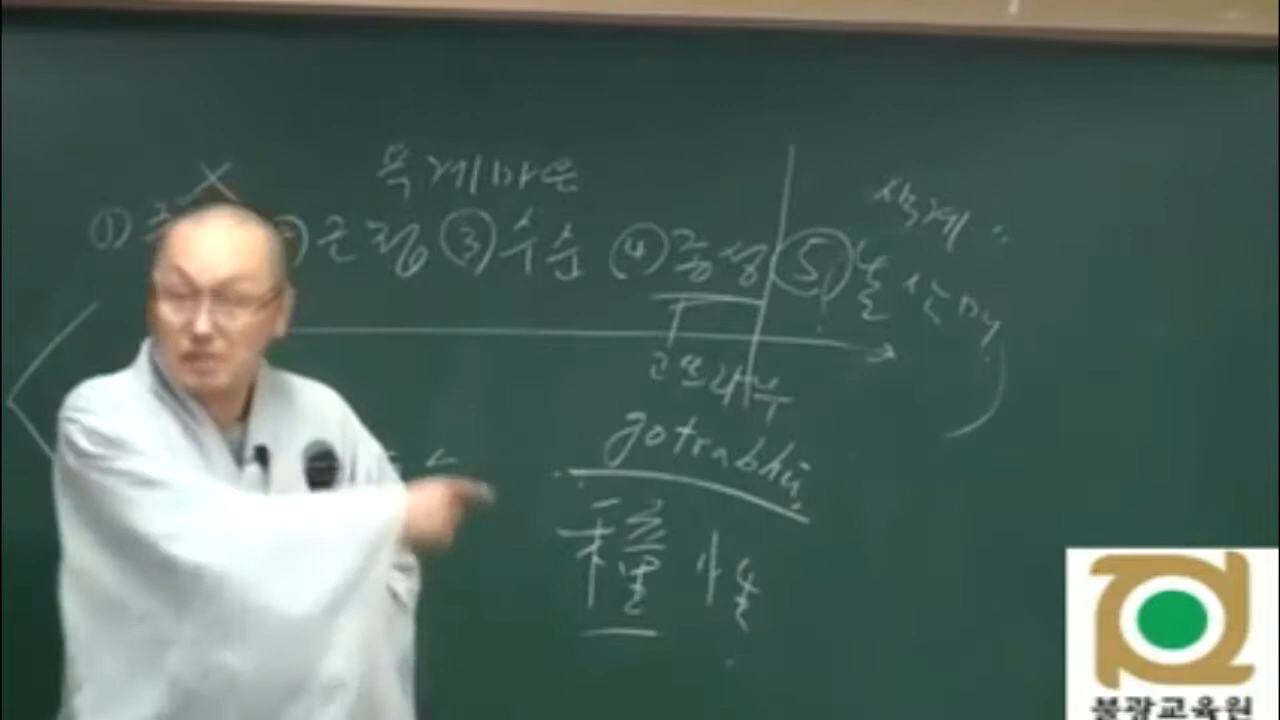 욕계마음
색계
① 준 ② 근접 ③ 수순 ④ 종성 ⑤ 본삼매
고뜨라부
gotrabhū
種性
불광교육원